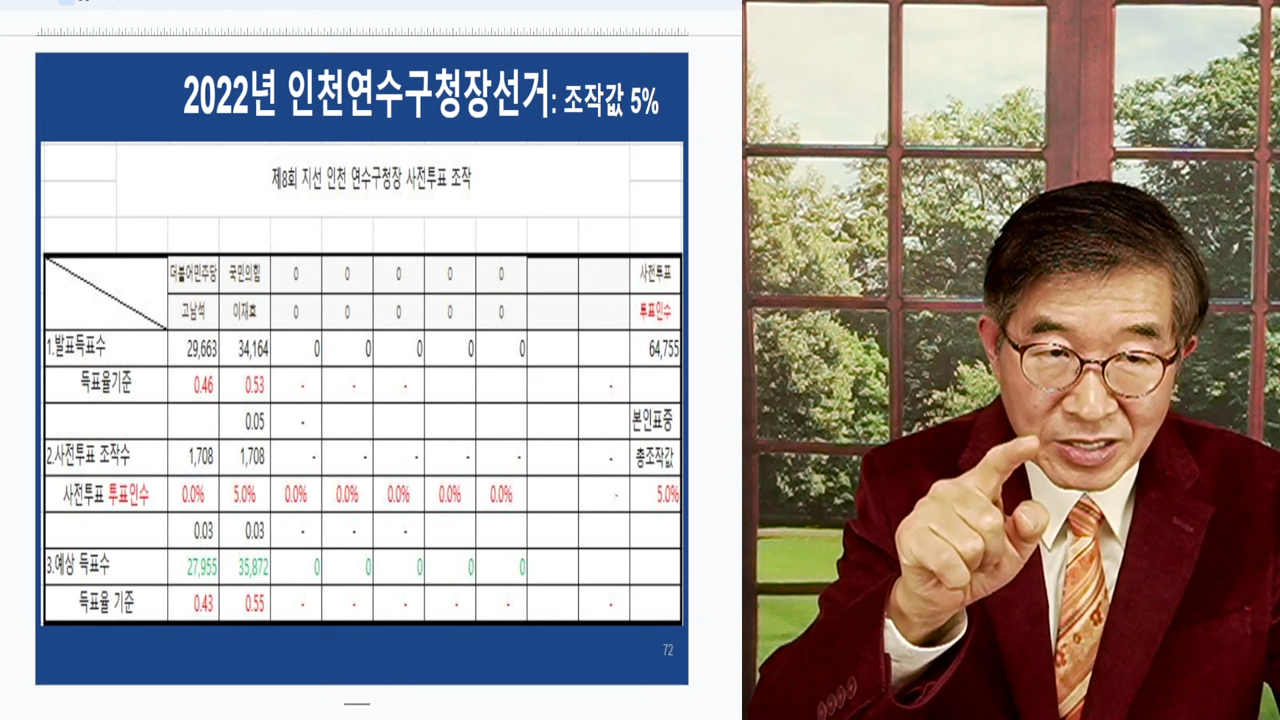 2022년 인천연수구청장선거: 조작값 5%
제8회 지선 인천 연수구청장 사전투표 조작
더불어민주당 국민의힘 0 0 0 0 0 사전투표
고남석 이재호 0 0 0 0 0 투표인수
1.발표득표수 29,663 34,164 0 0 0 0 0 64,755
득표율기준 0.46 0.53 - - - -
0.05 - 본인표증
2.사전투표 조작수 1,708 1,708 - - - - - - 총조작값
사전투표 투표인수 0.0% 5.0% 0.0% 0.0% 0.0% 0.0% 0.0% - 5.0%
0.03 0.03 - - -
3.예상 득표수 27,955 35,872 0 0 0 0 0
득표율 기준 0.43 0.55 - - - - - -
72